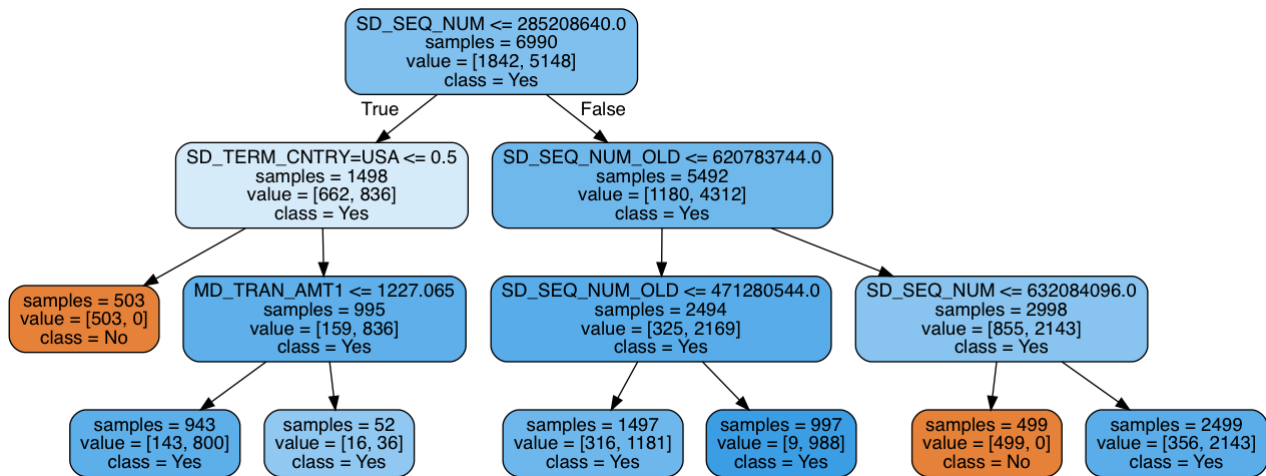 SD_SEQ_NUM <= 285208640.0
samples = 6990
value = [1842, 5148]
class = Yes
True
False
SD_TERM_CNTRY=USA <= 0.5
samples = 1498
value = [662, 836]
class = Yes
SD_SEQ_NUM_OLD <= 620783744.0
samples = 5492
value = [1180, 4312]
class = Yes
samples = 503
value = [503, 0]
class = No
MD_TRAN_AMT1 <= 1227.065
samples = 995
value = [159, 836]
class = Yes
SD_SEQ_NUM_OLD <= 471280544.0
samples = 2494
value = [325, 2169]
class = Yes
SD_SEQ_NUM <= 632084096.0
samples = 2998
value = [855, 2143]
class = Yes
samples = 943
value = [143, 800]
class = Yes
samples = 52
value = [16, 36]
class = Yes
samples = 1497
value = [316, 1181]
class = Yes
samples = 997
value = [9, 988]
class = Yes
samples = 499
value = [499, 0]
class = No
samples = 2499
value = [356, 2143]
class = Yes